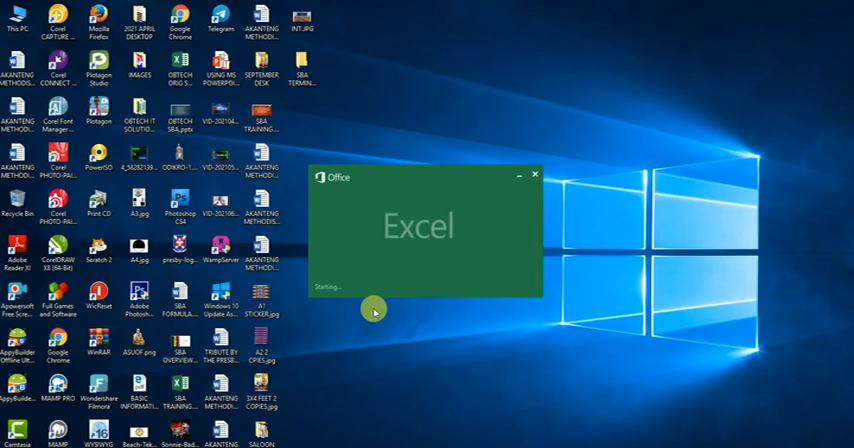 This PC
Corel
CAPTURE ...
Mozilla
Firefox
2021 APRIL
DESKTOP
Google
Chrome
Telegram
AKANTENG
METHODI...
INT.JPG
AKANTENG
METHODIS...
Corel
CONNECT ...
Plotagon
Studio
IMAGES
OBTECH
ORIG S...
USING MS
POWERPOI...
SEPTEMBER
DESK
SBA
TERMIN...
AKANTENG
METHODI...
Corel Font
Manager ...
Plotagon
OBTECH IT
SOLUTIO...
OBTECH
SBA.pptx
VID-202104...
SBA
TRAINING...
AKANTENG
METHODI...
Corel
PHOTO-PAI...
PowerISO
4_58282139...
ODIKRO-1...
VID-202105...
AKANTENG
METHODIS...
Recycle Bin
Corel
PHOTO-PAI...
Print CD
A3.jpg
Photoshop
CS4
VID-202106...
AKANTENG
METHODIS...
Adobe
Reader XI
CorelDRAW
X8 (64-Bit)
Scratch 2
A4.jpg
presby-log...
WampServer
AKANTENG
METHODI...
Apowersoft
Free Scree...
Full Games
and Software
WicReset
Adobe
Photosh...
SBA
FORMULA...
Windows 10
Update As...
A1
STICKER.jpg
AppyBuilder
Offline Ult...
Google
Chrome
WinRAR
ASUOF.png
SBA
OVERVIEW...
TRIBUTE BY
THE PRESB...
A2 2
CPIES.jpg
AppyBuilde...
MAMP PRO
Wondershare
Filmora
BASIC
INFORMATI...
SBA
TRAINING...
AKANTENG
METHODI...
3X4 FEET 2
COPIES.jpg
Camtasia
MAMP
WYSIWYG
Beach-Tek...
Sonnie-Bad...
AKANTENG
SALOON
Office
Excel
Starting...